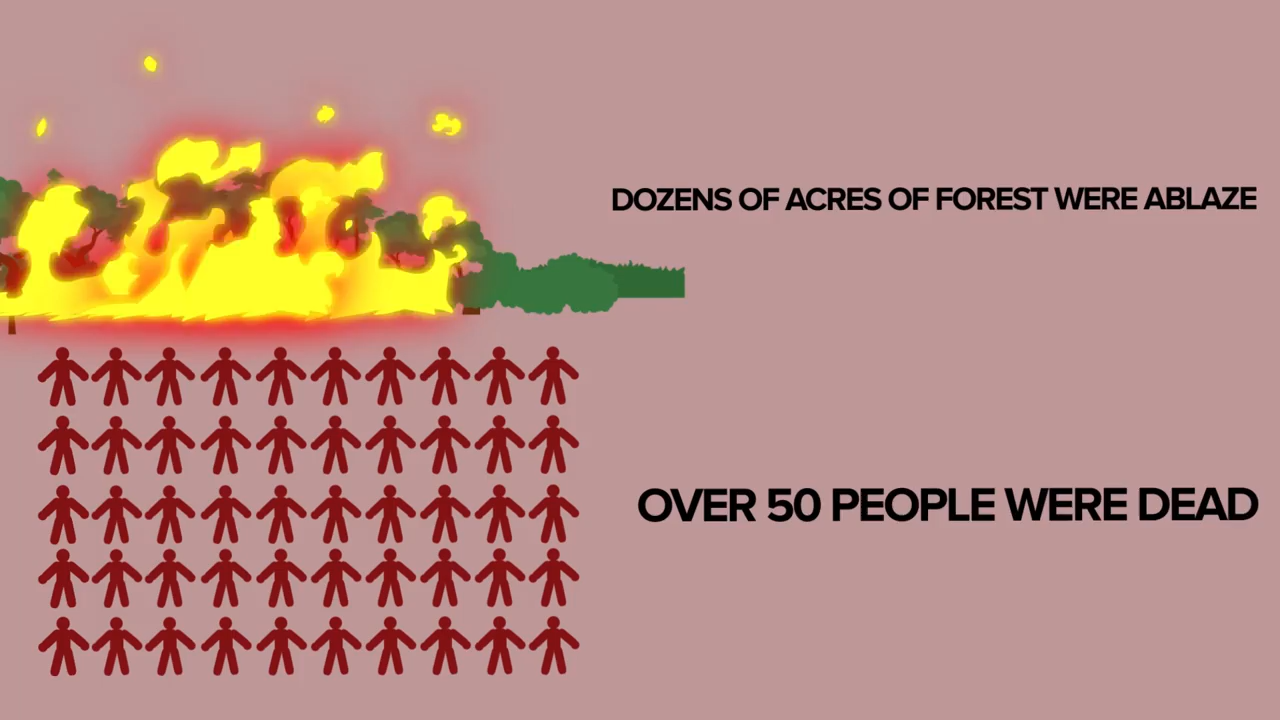 DOZENS OF ACRES OF FOREST WERE ABLAZE
OVER 50 PEOPLE WERE DEAD